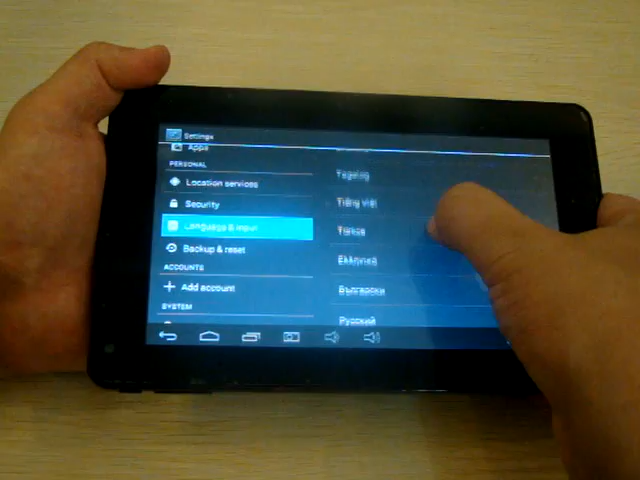 Settings
Apps
PERSONAL
Location services
Security
Language & input
Backup & reset
ACCOUNTS
Add account
SYSTEM
Tagalog
Tiếng Việt
Türkçe
Ελληνικά
Български
Русский